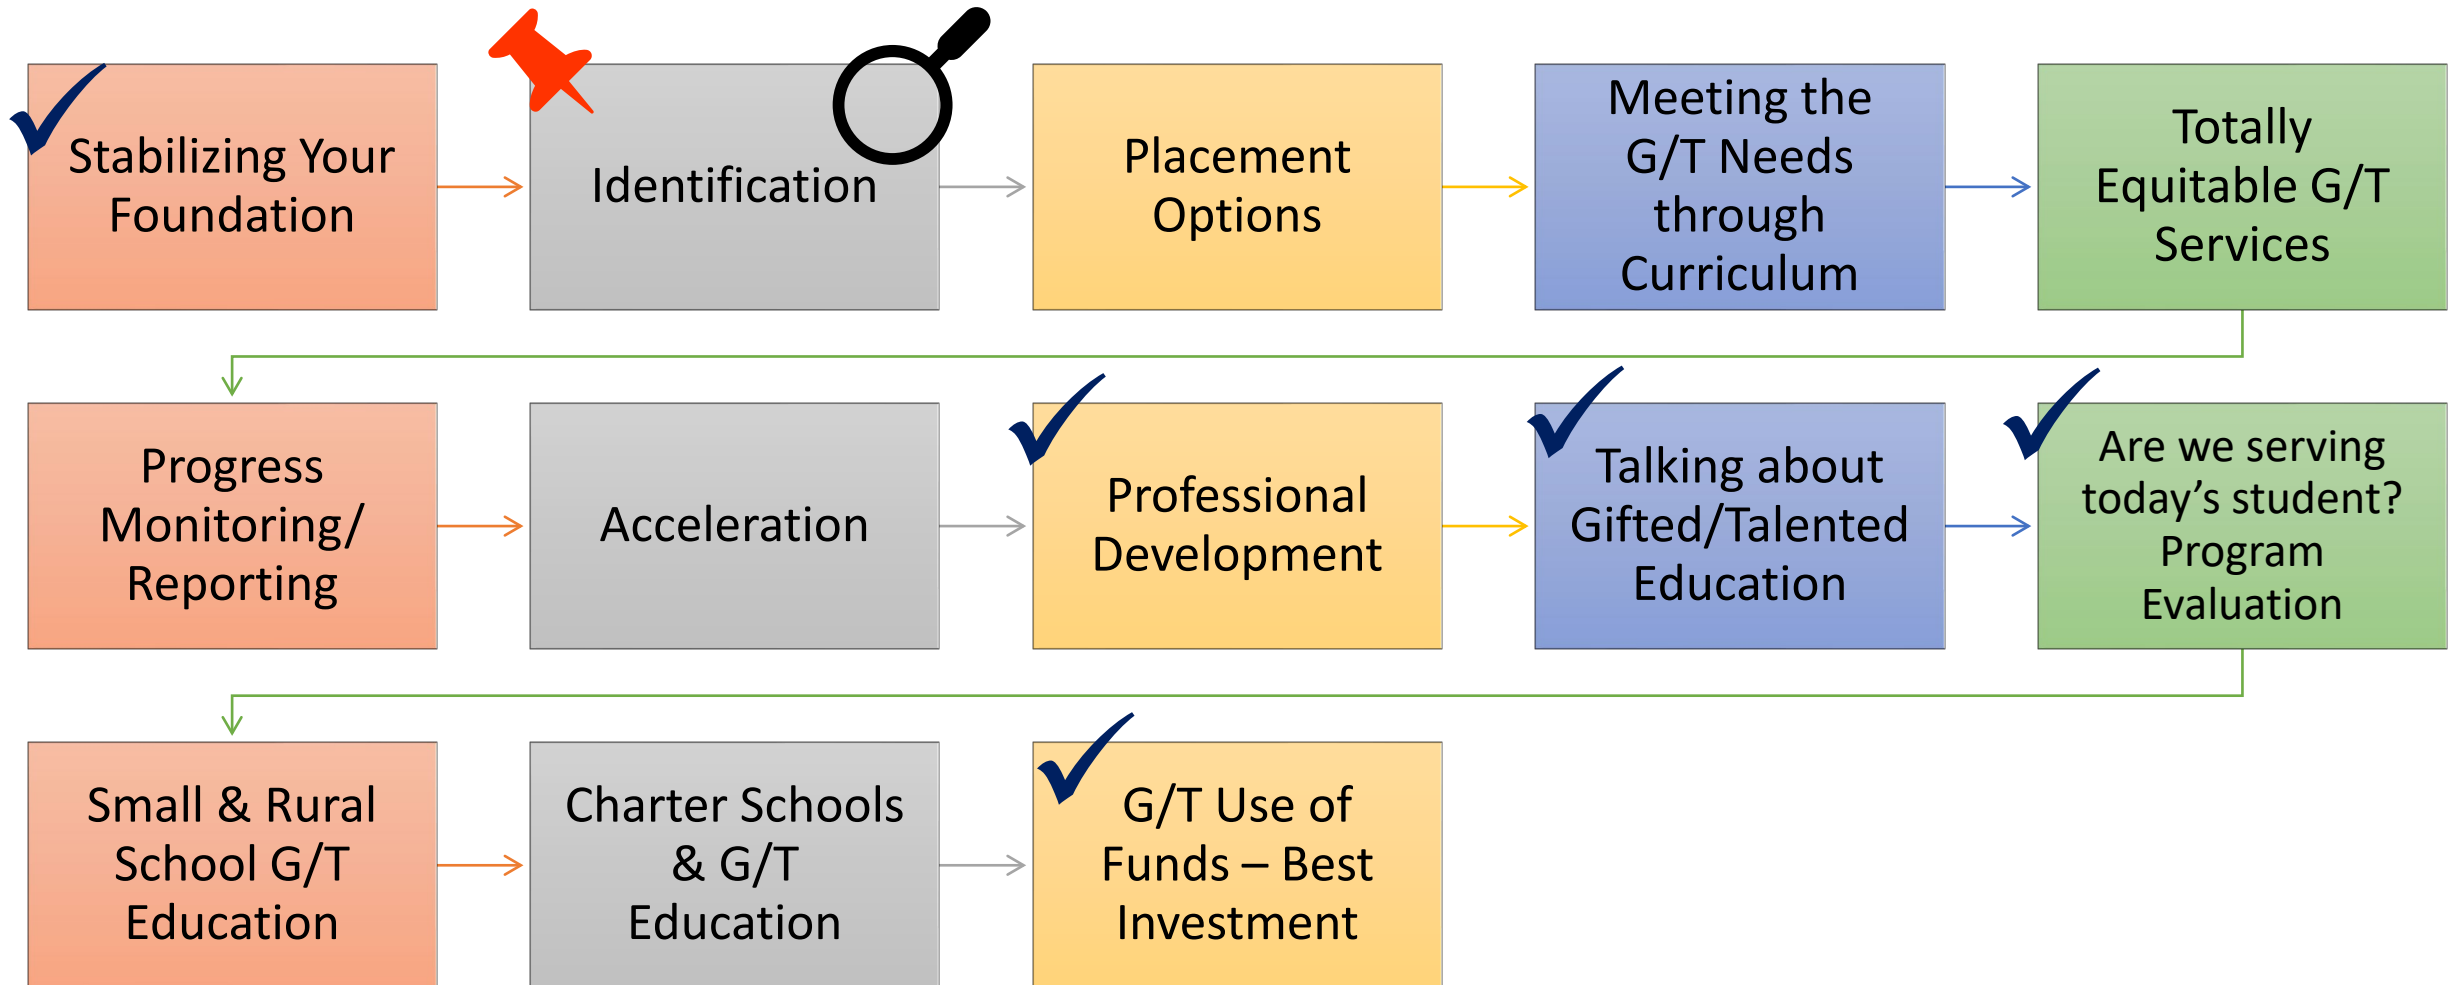 Stabilizing Your
Foundation
Identification
Placement
Options
Meeting the
G/T Needs
through
Curriculum
Totally
Equitable G/T
Services
Progress
Monitoring/
Reporting
Acceleration
Professional
Development
Talking about
Gifted/Talented
Education
Are we serving
today’s student?
Program
Evaluation
Small & Rural
School G/T
Education
Charter Schools
& G/T
Education
G/T Use of
Funds – Best
Investment